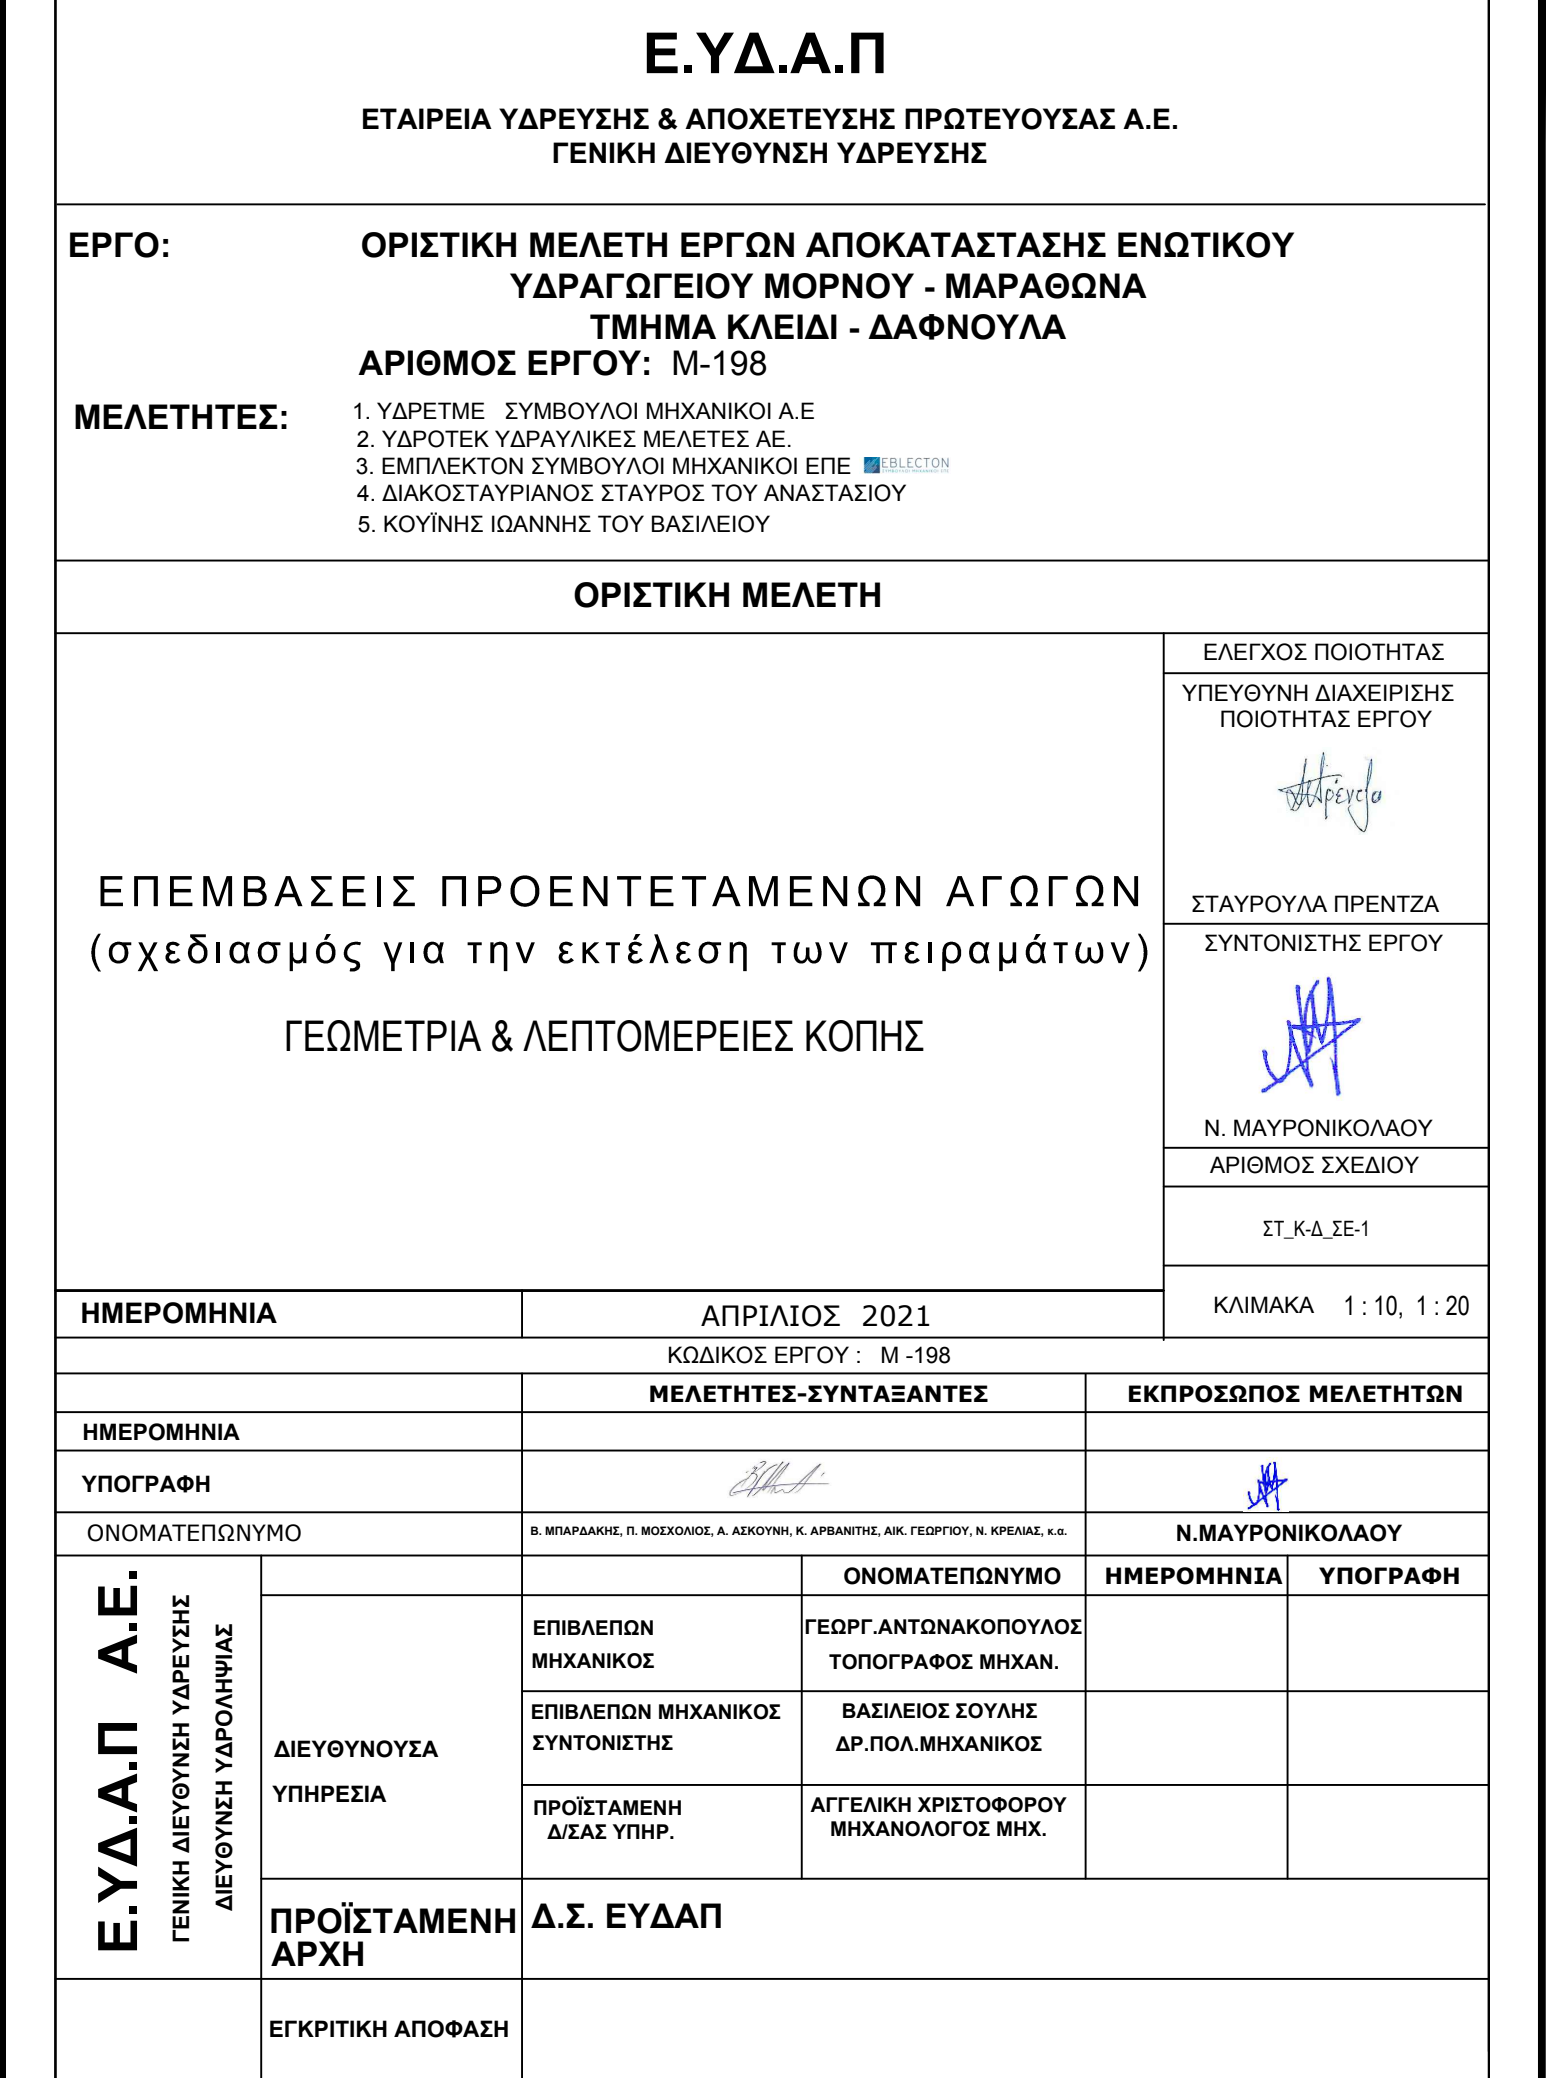 Ε.ΥΔ.Α.Π
ΕΤΑΙΡΕΙΑ ΥΔΡΕΥΣΗΣ & ΑΠΟΧΕΤΕΥΣΗΣ ΠΡΩΤΕΥΟΥΣΑΣ Α.Ε.
ΓΕΝΙΚΗ ΔΙΕΥΘΥΝΣΗ ΥΔΡΕΥΣΗΣ
ΕΡΓΟ: ΟΡΙΣΤΙΚΗ ΜΕΛΕΤΗ ΕΡΓΩΝ ΑΠΟΚΑΤΑΣΤΑΣΗΣ ΕΝΩΤΙΚΟΥ
ΥΔΡΑΓΩΓΕΙΟΥ ΜΟΡΝΟΥ - ΜΑΡΑΘΩΝΑ
ΤΜΗΜΑ ΚΛΕΙΔΙ - ΔΑΦΝΟΥΛΑ
ΑΡΙΘΜΟΣ ΕΡΓΟΥ: Μ-198
ΜΕΛΕΤΗΤΕΣ:
1. ΥΔΡΕΤΜΕ ΣΥΜΒΟΥΛΟΙ ΜΗΧΑΝΙΚΟΙ Α.Ε
2. ΥΔΡΟΤΕΚ ΥΔΡΑΥΛΙΚΕΣ ΜΕΛΕΤΕΣ ΑΕ.
3. ΕΜΠΛΕΚΤΟΝ ΣΥΜΒΟΥΛΟΙ ΜΗΧΑΝΙΚΟΙ ΕΠΕ EBLECTON
4. ΔΙΑΚΟΣΤΑΥΡΙΑΝΟΣ ΣΤΑΥΡΟΣ ΤΟΥ ΑΝΑΣΤΑΣΙΟΥ
5. ΚΟΥΪΝΗΣ ΙΩΑΝΝΗΣ ΤΟΥ ΒΑΣΙΛΕΙΟΥ
ΟΡΙΣΤΙΚΗ ΜΕΛΕΤΗ
ΕΠΕΜΒΑΣΕΙΣ ΠΡΟΕΝΤΕΤΑΜΕΝΩΝ ΑΓΩΓΩΝ
(σχεδιασμός για την εκτέλεση των πειραμάτων)
ΓΕΩΜΕΤΡΙΑ & ΛΕΠΤΟΜΕΡΕΙΕΣ ΚΟΠΗΣ
ΕΛΕΓΧΟΣ ΠΟΙΟΤΗΤΑΣ
ΥΠΕΥΘΥΝΗ ΔΙΑΧΕΙΡΙΣΗΣ
ΠΟΙΟΤΗΤΑΣ ΕΡΓΟΥ
ΣΤΑΥΡΟΥΛΑ ΠΡΕΝΤΖΑ
ΣΥΝΤΟΝΙΣΤΗΣ ΕΡΓΟΥ
Ν. ΜΑΥΡΟΝΙΚΟΛΑΟΥ
ΑΡΙΘΜΟΣ ΣΧΕΔΙΟΥ
ΣΤ_Κ-Δ_ΣΕ-1
ΚΛΙΜΑΚΑ 1 : 10, 1 : 20
ΗΜΕΡΟΜΗΝΙΑ ΑΠΡΙΛΙΟΣ 2021
ΚΩΔΙΚΟΣ ΕΡΓΟΥ : Μ -198
ΜΕΛΕΤΗΤΕΣ-ΣΥΝΤΑΞΑΝΤΕΣ ΕΚΠΡΟΣΩΠΟΣ ΜΕΛΕΤΗΤΩΝ
ΗΜΕΡΟΜΗΝΙΑ
ΥΠΟΓΡΑΦΗ
ΟΝΟΜΑΤΕΠΩΝΥΜΟ Β. ΜΠΑΡΔΑΚΗΣ, Π. ΜΟΣΧΟΛΙΟΣ, Α. ΑΣΚΟΥΝΗ, Κ. ΑΡΒΑΝΙΤΗΣ, ΑΙΚ. ΓΕΩΡΓΙΟΥ, Ν. ΚΡΕΛΙΑΣ, κ.α. Ν.ΜΑΥΡΟΝΙΚΟΛΑΟΥ
Ε.ΥΔ.Α.Π Α.Ε.
ΓΕΝΙΚΗ ΔΙΕΥΘΥΝΣΗ ΥΔΡΕΥΣΗΣ
ΔΙΕΥΘΥΝΣΗ ΥΔΡΟΛΗΨΙΑΣ
ΟΝΟΜΑΤΕΠΩΝΥΜΟ ΗΜΕΡΟΜΗΝΙΑ ΥΠΟΓΡΑΦΗ
ΔΙΕΥΘΥΝΟΥΣΑ
ΥΠΗΡΕΣΙΑ
ΕΠΙΒΛΕΠΩΝ ΓΕΩΡΓ.ΑΝΤΩΝΑΚΟΠΟΥΛΟΣ
ΜΗΧΑΝΙΚΟΣ ΤΟΠΟΓΡΑΦΟΣ ΜΗΧΑΝ.
ΕΠΙΒΛΕΠΩΝ ΜΗΧΑΝΙΚΟΣ ΒΑΣΙΛΕΙΟΣ ΣΟΥΛΗΣ
ΣΥΝΤΟΝΙΣΤΗΣ ΔΡ.ΠΟΛ.ΜΗΧΑΝΙΚΟΣ
ΠΡΟΪΣΤΑΜΕΝΗ ΑΓΓΕΛΙΚΗ ΧΡΙΣΤΟΦΟΡΟΥ
Δ/ΣΑΣ ΥΠΗΡ. ΜΗΧΑΝΟΛΟΓΟΣ ΜΗΧ.
ΠΡΟΪΣΤΑΜΕΝΗ Δ.Σ. ΕΥΔΑΠ
ΑΡΧΗ
ΕΓΚΡΙΤΙΚΗ ΑΠΟΦΑΣΗ